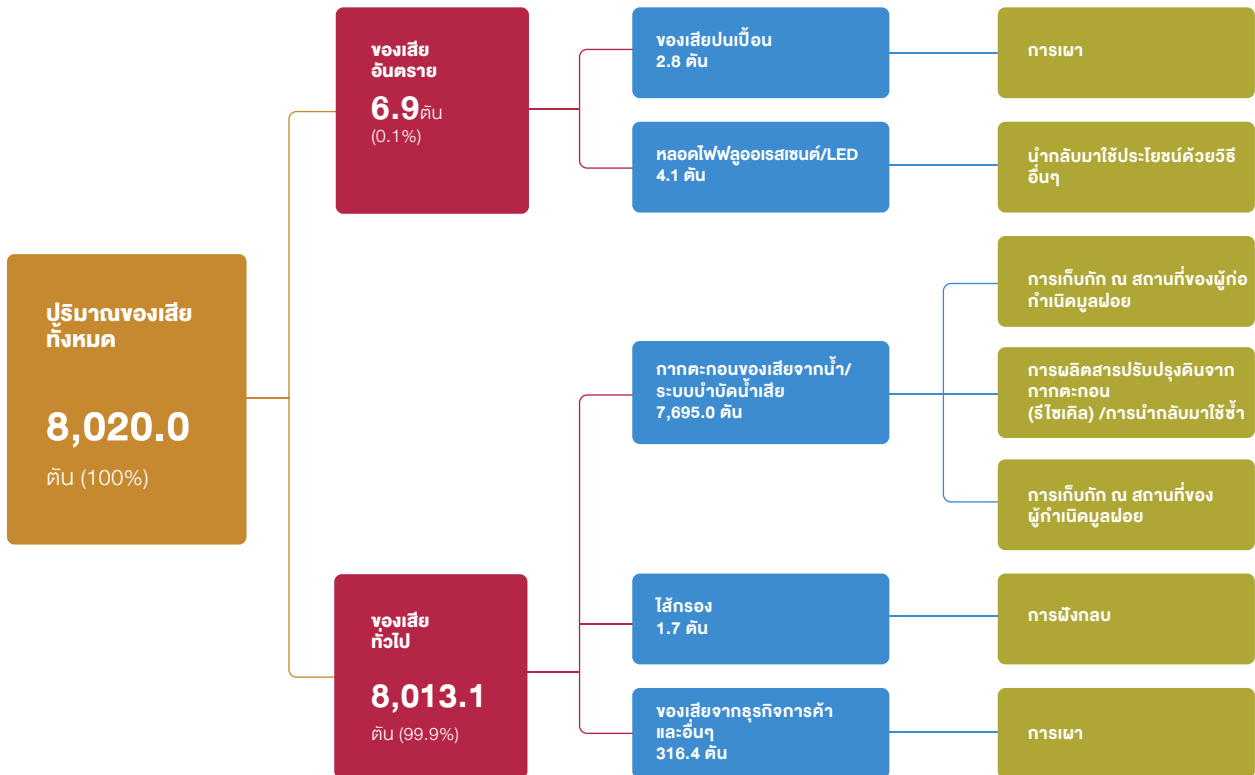 ปริมาณของเสีย
ทั้งหมด
8,020.0
ตัน (100%)
ของเสีย
อันตราย
6.9ตัน
(0.1%)
ของเสียปนเปื้อน
2.8 ตัน
การเผา
หลอดไฟฟลูออเรสเซนต์/LED
4.1 ตัน
นำกลับมาใช้ประโยชน์ด้วยวิธี
อื่นๆ
ของเสีย
ทั่วไป
8,013.1
ตัน (99.9%)
กากตะกอนของเสียจากน้ำ/
ระบบบำบัดน้ำเสีย
7,695.0 ตัน
การเก็บกัก ณ สถานที่ของผู้ก่อ
กำเนิดมูลฝอย
การผลิตสารปรับปรุงดินจาก
กากตะกอน
(รีไซเคิล) /การนำกลับมาใช้ซ้ำ
การเก็บกัก ณ สถานที่ของ
ผู้กำเนิดมูลฝอย
ไส้กรอง
1.7 ตัน
การฝังกลบ
ของเสียจากธุรกิจการค้า
และอื่นๆ
316.4 ตัน
การเผา